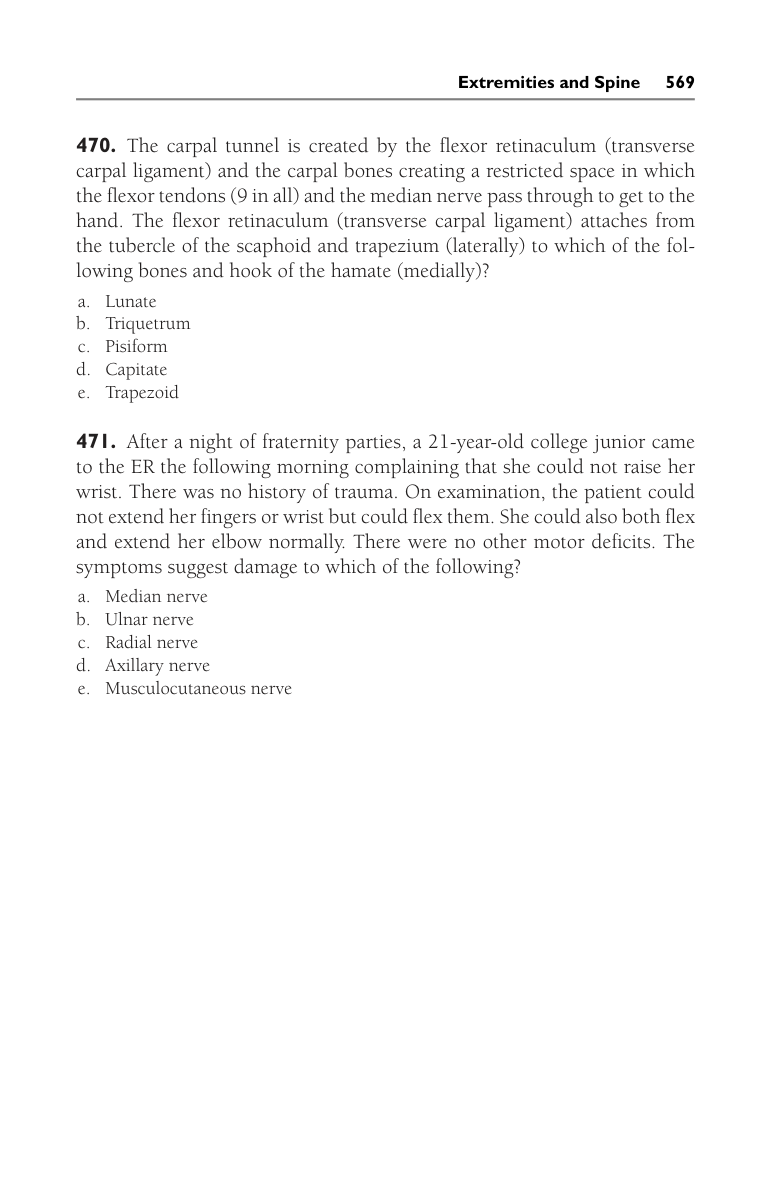 Extremities and Spine 569
470. The carpal tunnel is created by the flexor retinaculum (transverse
carpal ligament) and the carpal bones creating a restricted space in which
the flexor tendons (9 in all) and the median nerve pass through to get to the
hand. The flexor retinaculum (transverse carpal ligament) attaches from
the tubercle of the scaphoid and trapezium (laterally) to which of the fol-
lowing bones and hook of the hamate (medially)?
a. Lunate
b. Triquetrum
c. Pisiform
d. Capitate
e. Trapezoid
471. After a night of fraternity parties, a 21-year-old college junior came
to the ER the following morning complaining that she could not raise her
wrist. There was no history of trauma. On examination, the patient could
not extend her fingers or wrist but could flex them. She could also both flex
and extend her elbow normally. There were no other motor deficits. The
symptoms suggest damage to which of the following?
a. Median nerve
b. Ulnar nerve
c. Radial nerve
d. Axillary nerve
e. Musculocutaneous nerve